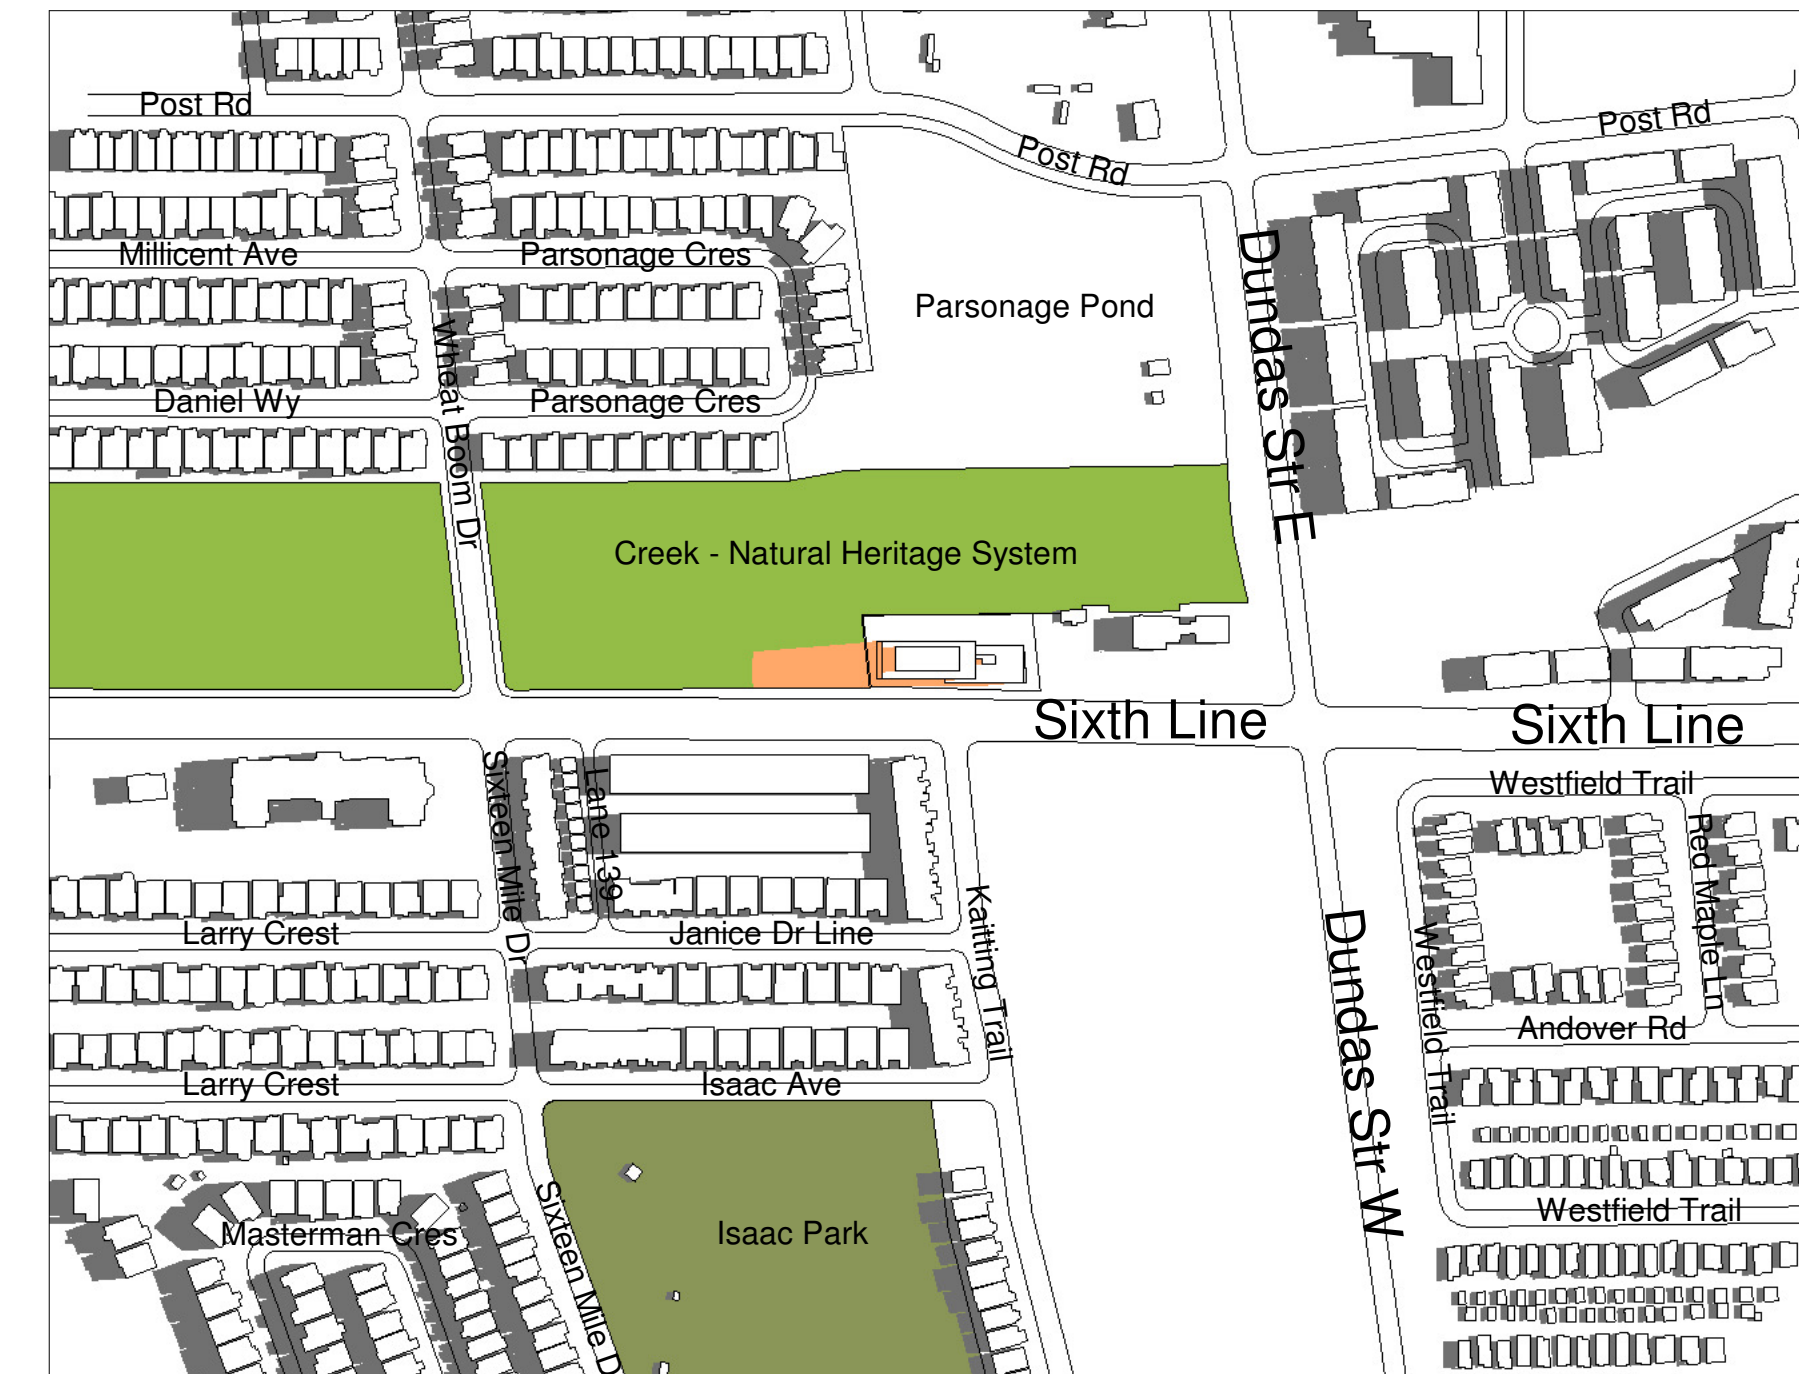 Post Rd
Post Rd
Post Rd
Millicent Ave
Parsonage Cres
Dundas Str E
Parsonage Pond
Wheat Boom Dr
Daniel Wy
Parsonage Cres
Creek - Natural Heritage System
Sixth Line
Sixth Line
Sixteen Mile Dr
Lane 139
Westfield Trail
Red Maple Ln
Larry Crest
Janice Dr Line
Kaitting Trail
Dundas Str W
Westfield Trail
Andover Rd
Larry Crest
Isaac Ave
Sixteen Mile D
Masterman Cres
Isaac Park
Westfield Trail